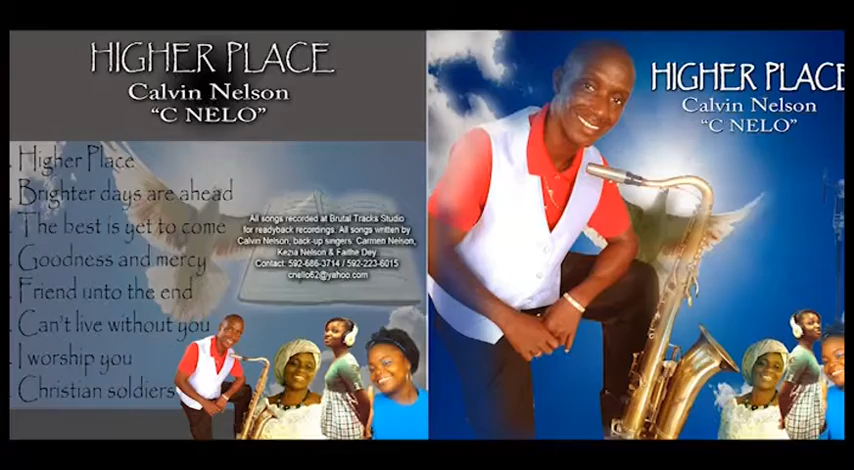 HIGHER PLACE
Calvin Nelson
"C NELO"
. Higher Place
. Brighter days are ahead
. The best is yet to come
. Goodness and mercy
. Friend unto the end
. Can't live without you
. I worship you
. Christian soldiers
All songs recorded at Brutal Tracks Studio
for readyback recordings. All songs written by
Calvin Nelson, back-up singers: Carmen Nelson,
Kezia Nelson & Faithe Dey
Contact: 592-686-3714 / 592-223-6015
cnello62@yahoo.com
HIGHER PLACE
Calvin Nelson
"C NELO"